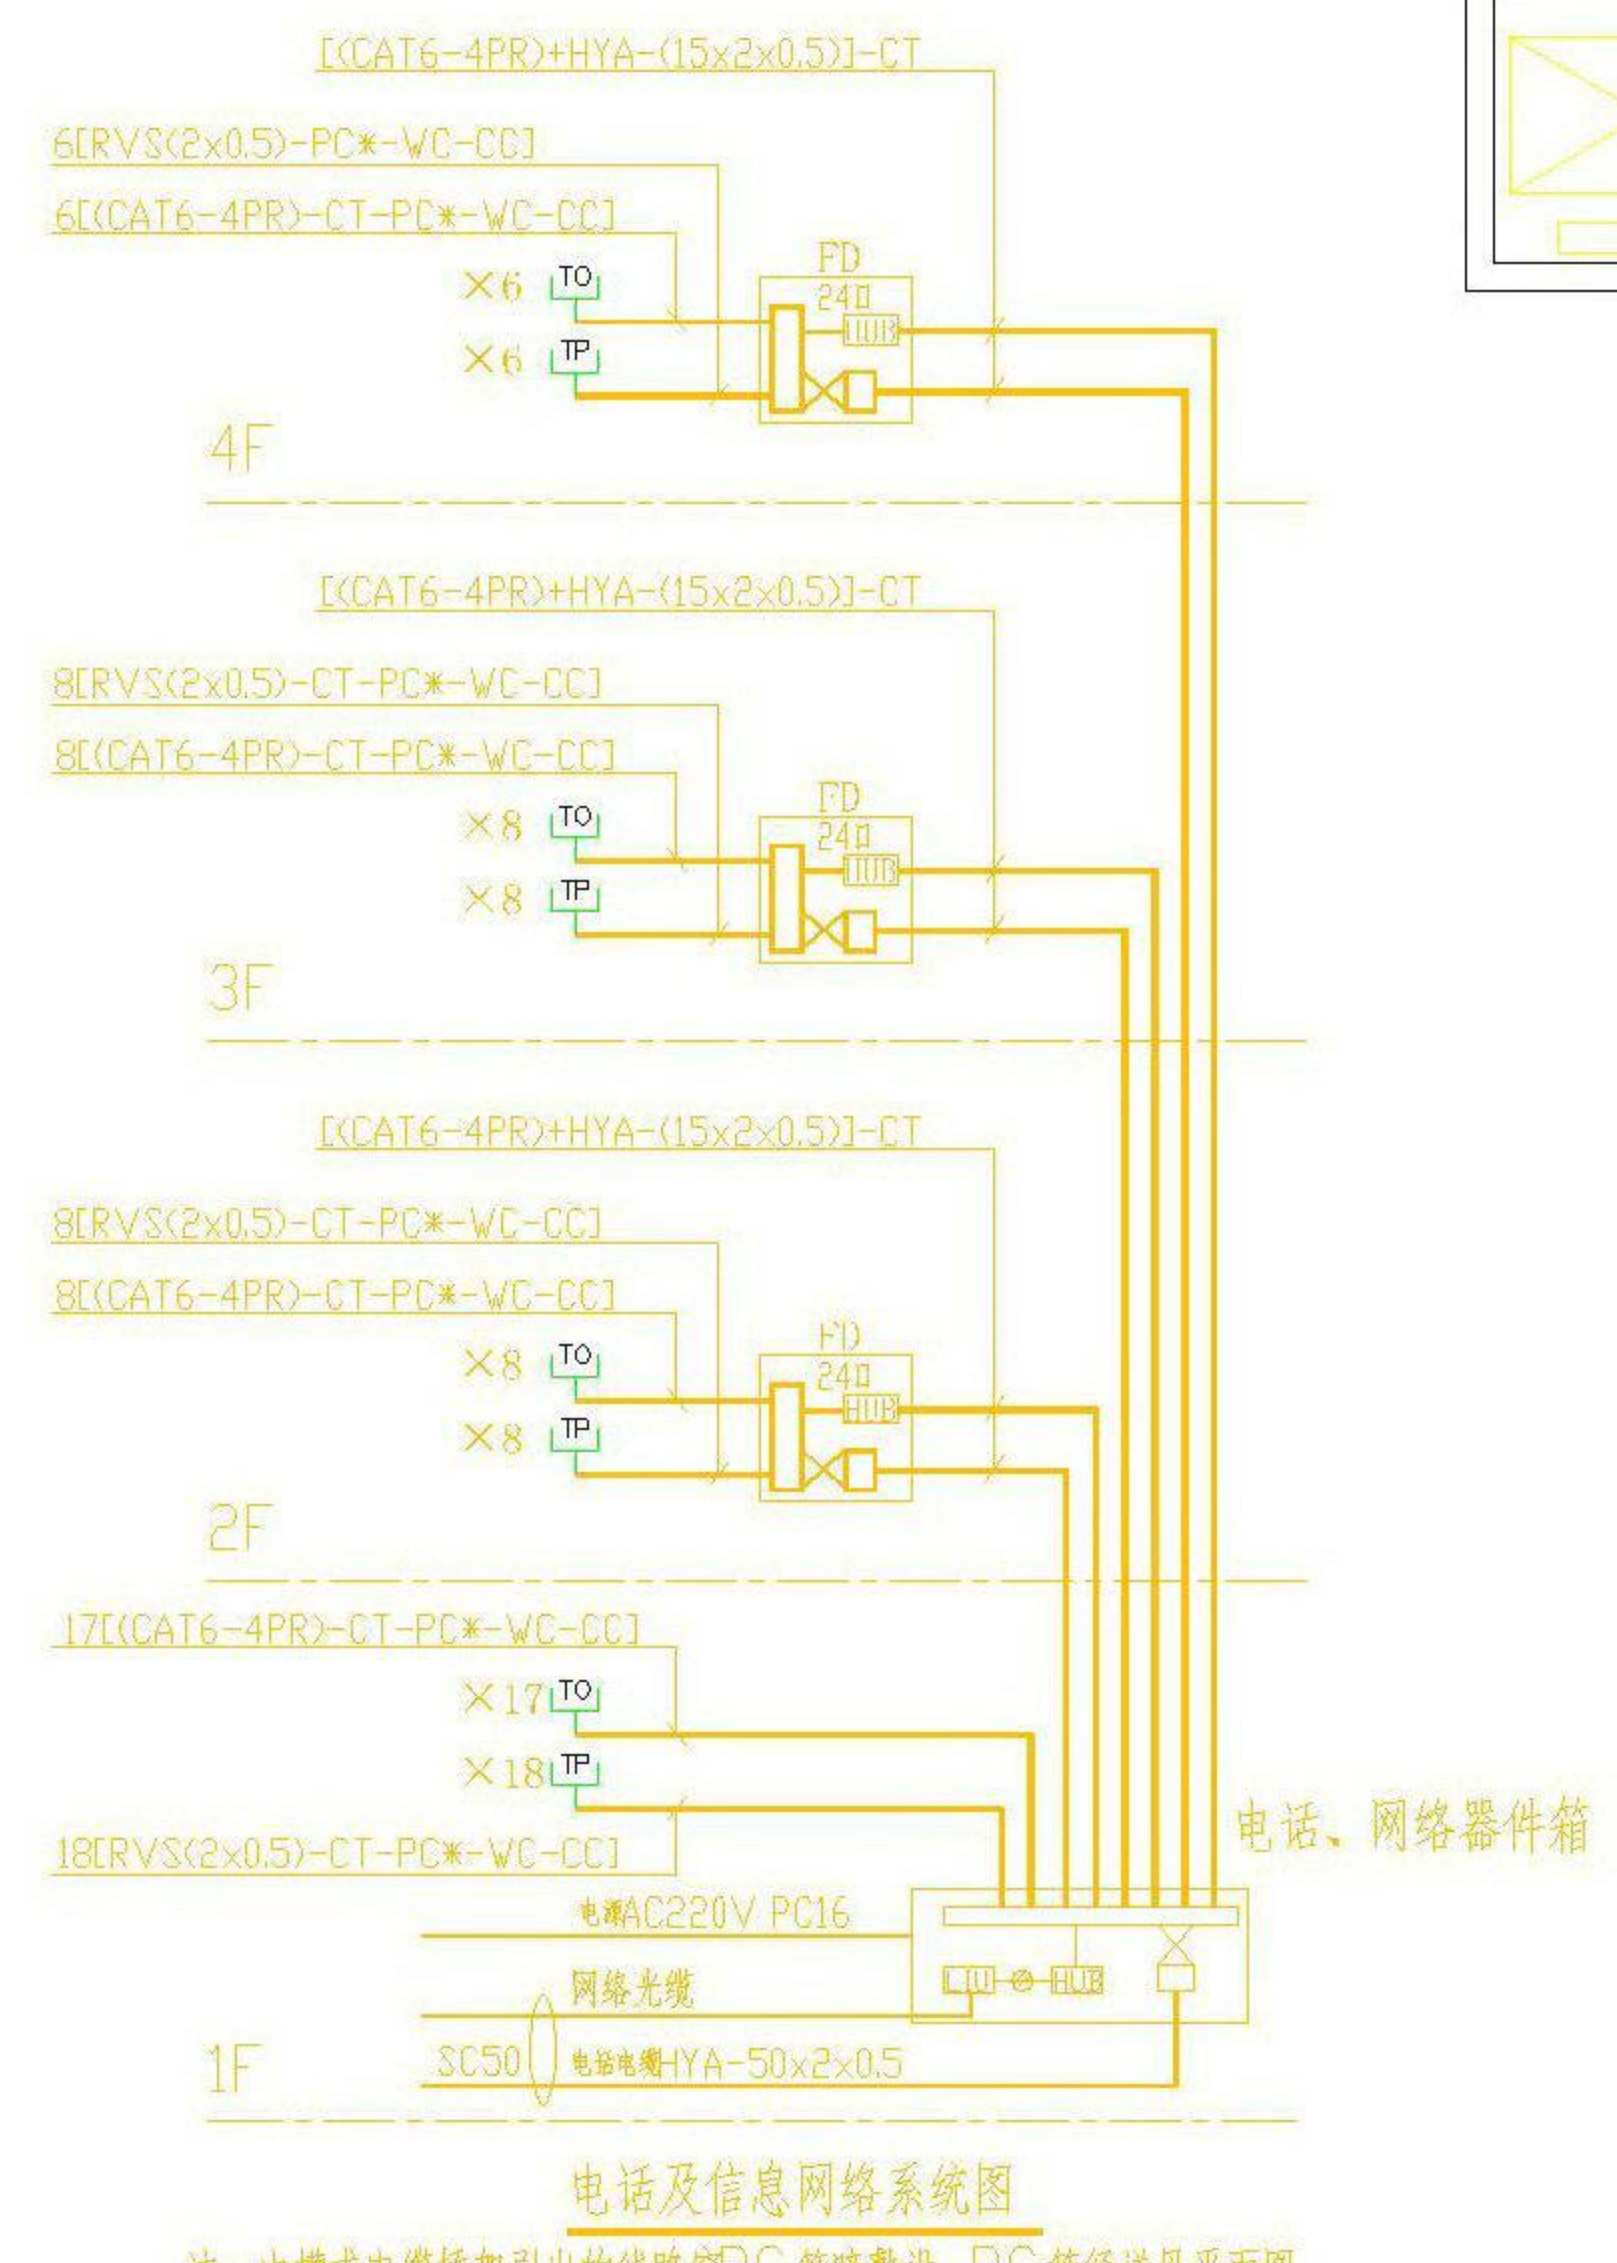 [(CAT6-4PR)+HYA-(15x2x0.5)]-CT
6[RVS(2x0.5)-PC*-WC-CC]
6[(CAT6-4PR)-CT-PC*-WC-CC]
FD
×6 TO
24口
HUB
×6 TP
4F
[(CAT6-4PR)+HYA-(15x2x0.5)]-CT
8[RVS(2x0.5)-CT-PC*-WC-CC]
8[(CAT6-4PR)-CT-PC*-WC-CC]
FD
×8 TO
24口
HUB
×8 TP
3F
[(CAT6-4PR)+HYA-(15x2x0.5)]-CT
8[RVS(2x0.5)-CT-PC*-WC-CC]
8[(CAT6-4PR)-CT-PC*-WC-CC]
FD
×8 TO
24口
HUB
×8 TP
2F
17[(CAT6-4PR)-CT-PC*-WC-CC]
×17 TO
×18 TP
电话、网络器件箱
18[RVS(2x0.5)-CT-PC*-WC-CC]
电源AC220V PC16
LIU HUB
网络光缆
SC50 电话电缆HYA-50x2x0.5
1F
电话及信息网络系统图